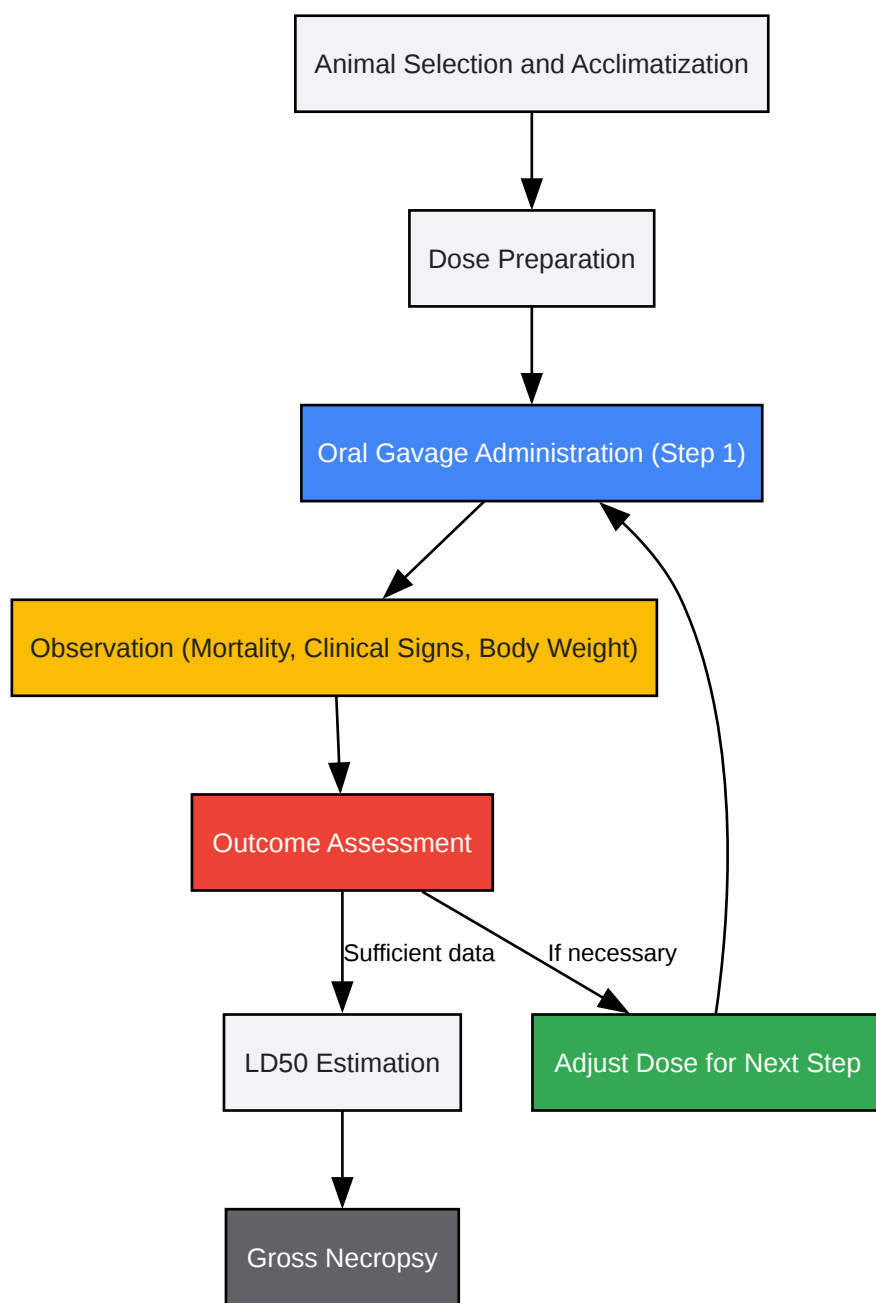 Animal Selection and Acclimatization
Dose Preparation
Oral Gavage Administration (Step 1)
Observation (Mortality, Clinical Signs, Body Weight)
Outcome Assessment
Sufficient data
If necessary
LD50 Estimation
Adjust Dose for Next Step
Gross Necropsy